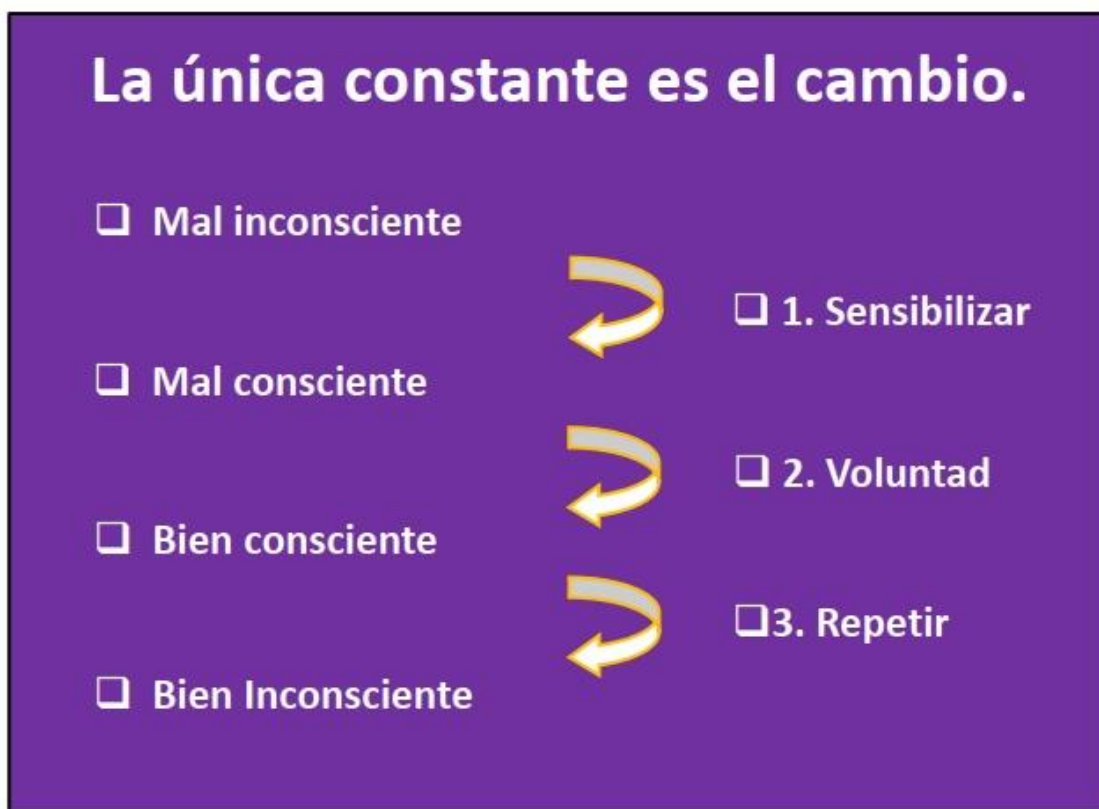 La única constante es el cambio.
❑ Mal inconsciente
❑ 1. Sensibilizar
❑ Mal consciente
❑ 2. Voluntad
❑ Bien consciente
❑3. Repetir
❑ Bien Inconsciente